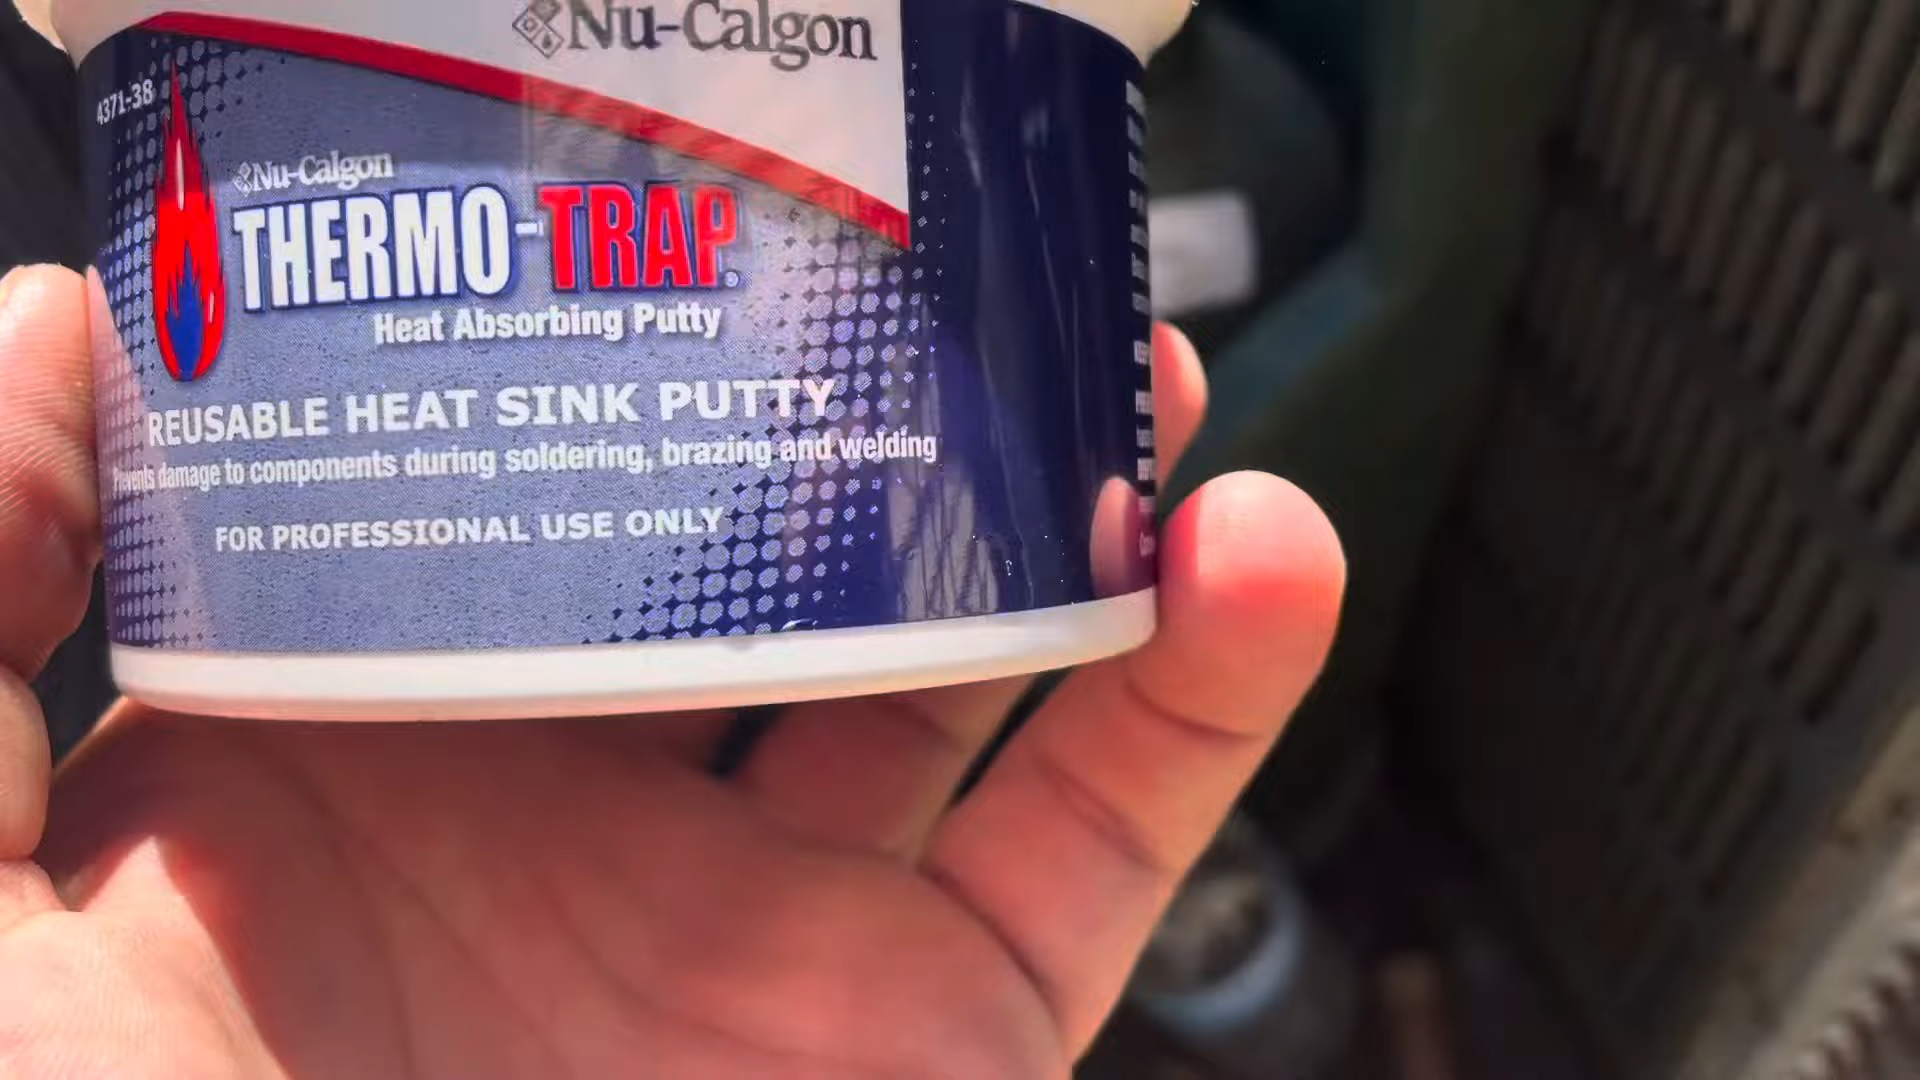 Nu-Calgon
4371-38
Nu-Calgon
THERMO-TRAP®
Heat Absorbing Putty
REUSABLE HEAT SINK PUTTY
Prevents damage to components during soldering, brazing and welding
FOR PROFESSIONAL USE ONLY